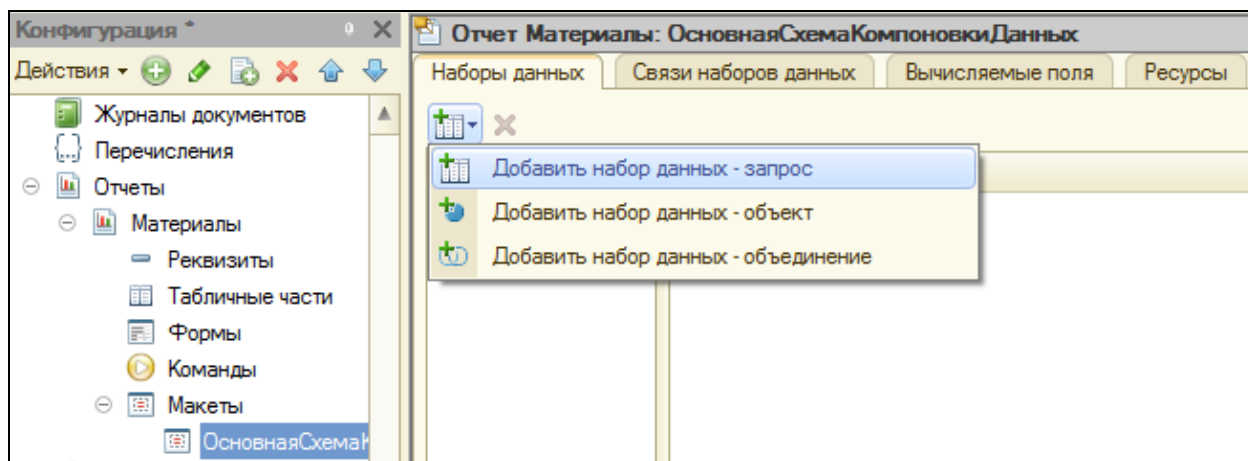 Конфигурация *
Действия
Журналы документов
Перечисления
Отчеты
Материалы
Реквизиты
Табличные части
Формы
Команды
Макеты
ОсновнаяСхема
Отчет Материалы: ОсновнаяСхемаКомпоновкиДанных
Наборы данных Связи наборов данных Вычисляемые поля Ресурсы
Добавить набор данных - запрос
Добавить набор данных - объект
Добавить набор данных - объединение